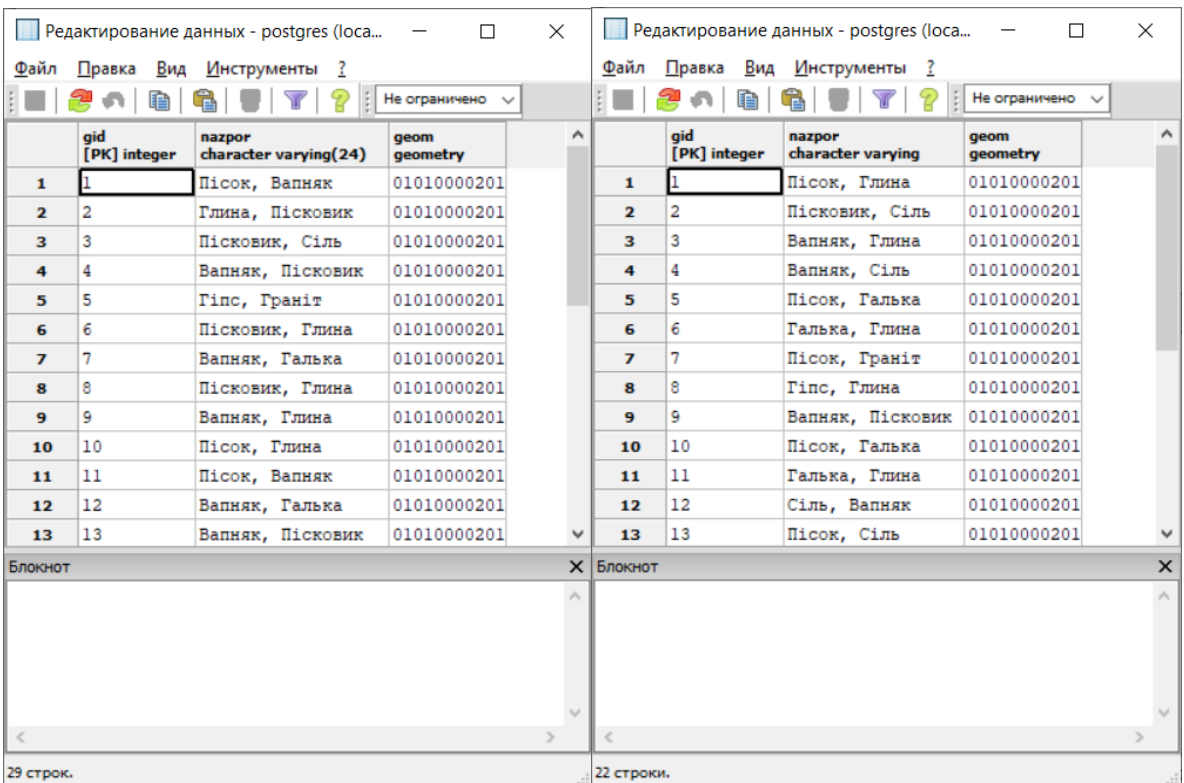 Редактирование данных - postgres (loca...
Файл Правка Вид Инструменты ?
Не ограничено
gid [PK] integer nazpor character varying(24) geom geometry
1 1 Пісок, Вапняк 01010000201
2 2 Глина, Пісковик 01010000201
3 3 Пісковик, Сіль 01010000201
4 4 Вапняк, Пісковик 01010000201
5 5 Гіпс, Граніт 01010000201
6 6 Пісковик, Глина 01010000201
7 7 Вапняк, Галька 01010000201
8 8 Пісковик, Глина 01010000201
9 9 Вапняк, Глина 01010000201
10 10 Пісок, Глина 01010000201
11 11 Пісок, Вапняк 01010000201
12 12 Вапняк, Галька 01010000201
13 13 Вапняк, Пісковик 01010000201
Блокнот
29 строк.
Редактирование данных - postgres (loca...
Файл Правка Вид Инструменты ?
Не ограничено
gid [PK] integer nazpor character varying geom geometry
1 1 Пісок, Глина 01010000201
2 2 Пісковик, Сіль 01010000201
3 3 Вапняк, Глина 01010000201
4 4 Вапняк, Сіль 01010000201
5 5 Пісок, Галька 01010000201
6 6 Галька, Глина 01010000201
7 7 Пісок, Граніт 01010000201
8 8 Гіпс, Глина 01010000201
9 9 Вапняк, Пісковик 01010000201
10 10 Пісок, Галька 01010000201
11 11 Галька, Глина 01010000201
12 12 Сіль, Вапняк 01010000201
13 13 Пісок, Сіль 01010000201
Блокнот
22 строки.